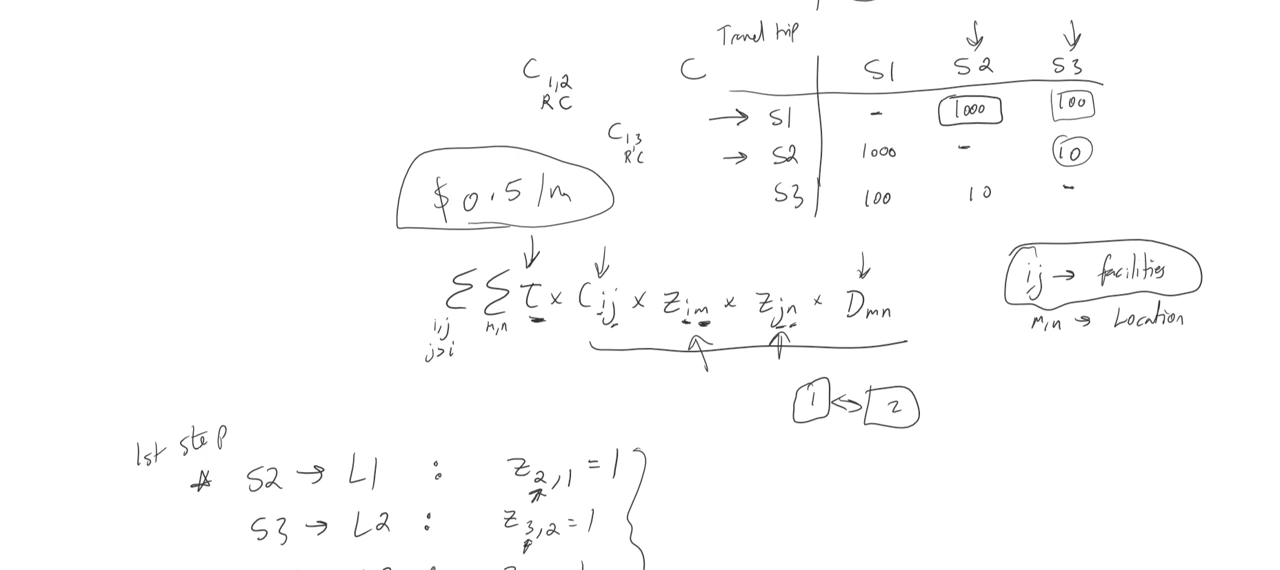 Travel trip
C S1 S2 S3
C1,2
RC
S1 - 1000 100
C1,3
R,C
S2 1000 - 10
S3 100 10 -
$0.5/m
Σ Σ τ × Cij × Zim × Zjn × Dmn
i,j m,n
j>i
ij → facilities
m,n → Location
1 ↔ 2
1st step
S2 → L1 : Z2,1 = 1
S3 → L2 : Z3,2 = 1